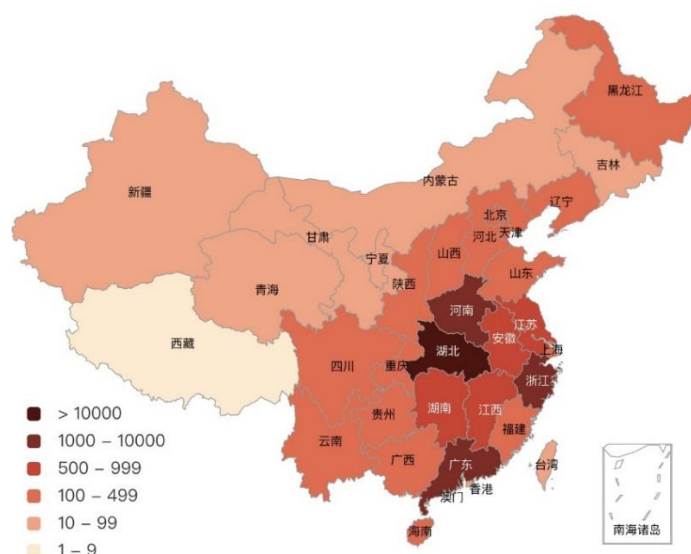 黑龙江
吉林
新疆
内蒙古
辽宁
北京
甘肃
天津
河北
宁夏
山西
山东
青海
陕西
河南
江苏
西藏
安徽
湖北
上海
四川
重庆
浙江
湖南
江西
贵州
福建
云南
广西
广东
台湾
香港
澳门
海南
南海诸岛
> 10000
1000 – 10000
500 – 999
100 – 499
10 – 99
1 – 9